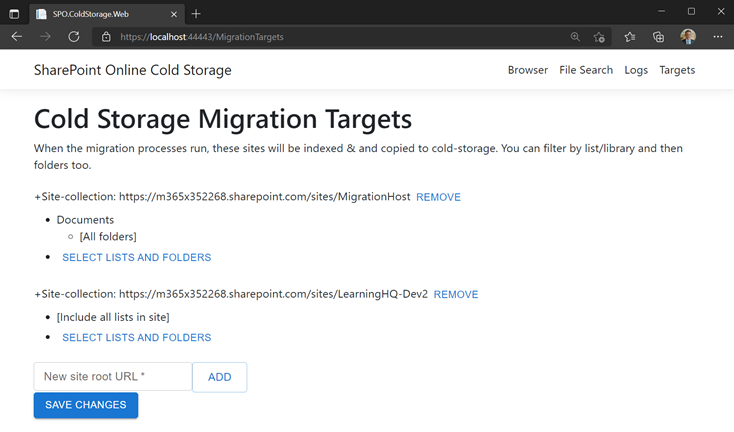 SPO.ColdStorage.Web
https://localhost:44443/MigrationTargets
SharePoint Online Cold Storage
Browser File Search Logs Targets
Cold Storage Migration Targets
When the migration processes run, these sites will be indexed & and copied to cold-storage. You can filter by list/library and then
folders too.
+Site-collection: https://m365x352268.sharepoint.com/sites/MigrationHost REMOVE
Documents
[All folders]
SELECT LISTS AND FOLDERS
+Site-collection: https://m365x352268.sharepoint.com/sites/LearningHQ-Dev2 REMOVE
[Include all lists in site]
SELECT LISTS AND FOLDERS
New site root URL * ADD
SAVE CHANGES